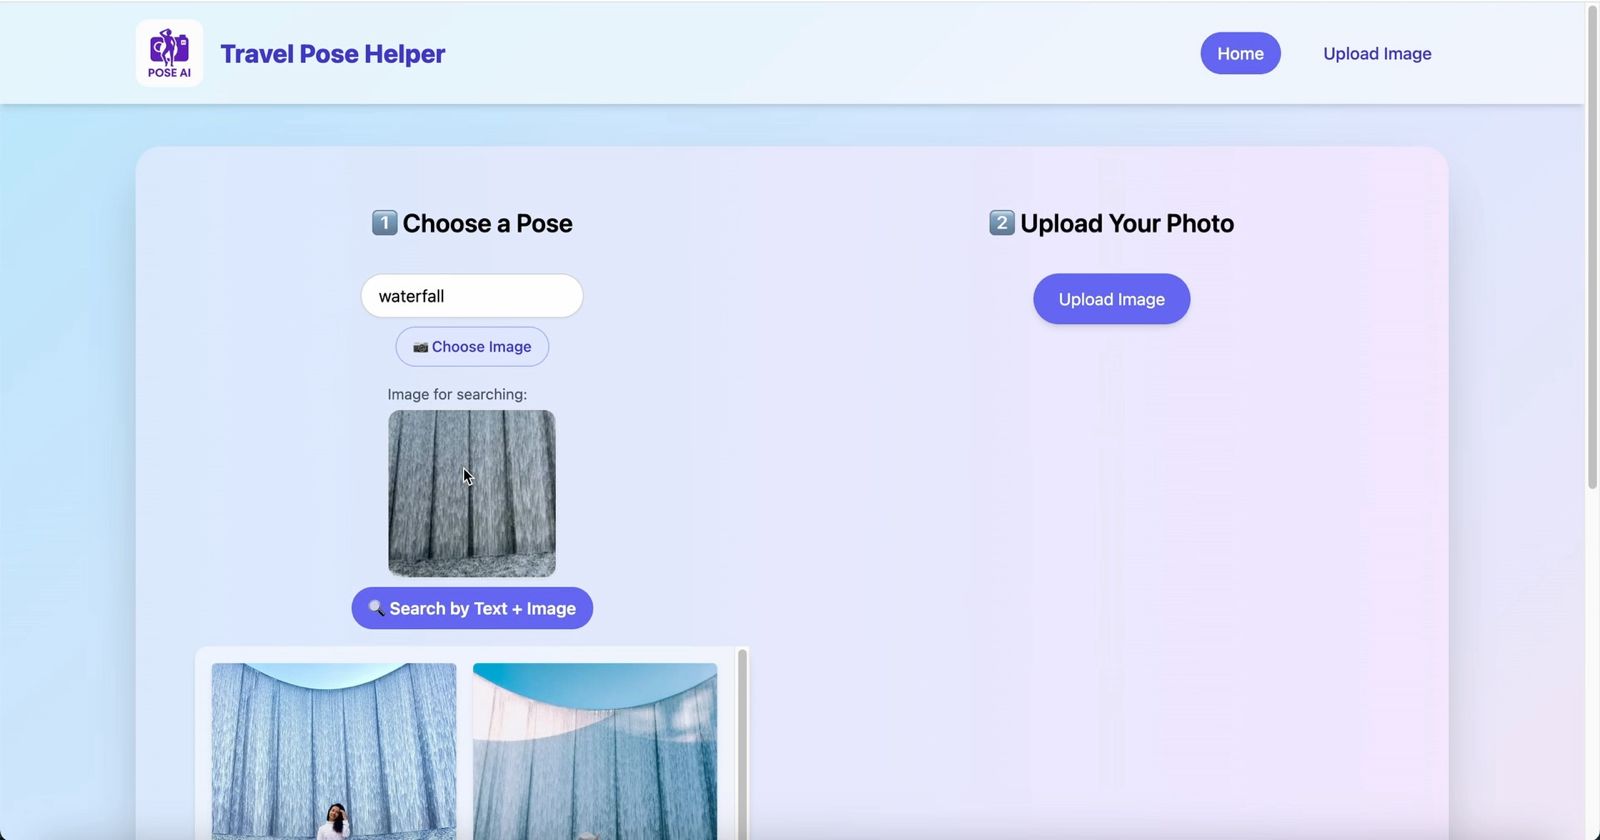 POSE AI
Travel Pose Helper
Home
Upload Image
1 Choose a Pose
waterfall
Choose Image
Image for searching:
Search by Text + Image
2 Upload Your Photo
Upload Image